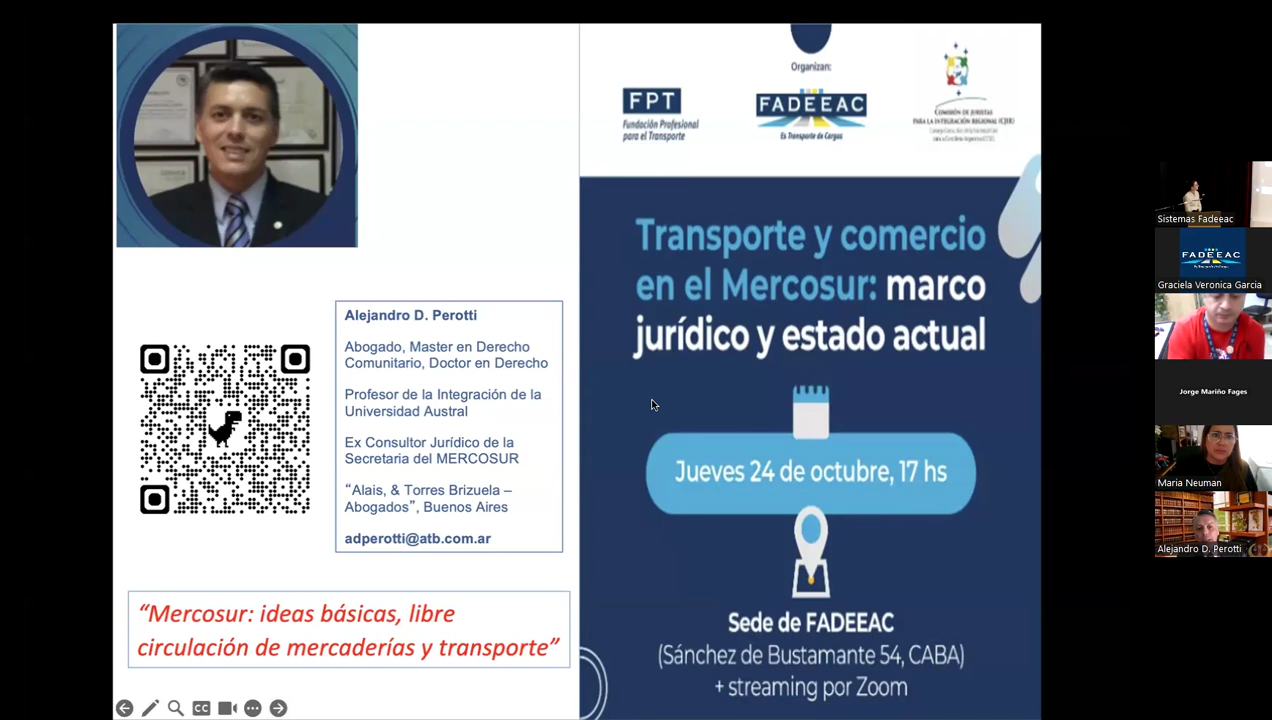 Alejandro D. Perotti
Abogado, Master en Derecho
Comunitario, Doctor en Derecho
Profesor de la Integración de la
Universidad Austral
Ex Consultor Jurídico de la
Secretaria del MERCOSUR
“Alais, & Torres Brizuela –
Abogados”, Buenos Aires
adperotti@atb.com.ar
“Mercosur: ideas básicas, libre
circulación de mercaderías y transporte”
Organizan:
FPT
Fundación Profesional
para el Transporte
FADEEAC
Es Transporte de Cargas
COMISIÓN DE JURISTAS
PARA LA INTEGRACIÓN REGIONAL (CJIR)
Transporte y comercio
en el Mercosur: marco
jurídico y estado actual
Jueves 24 de octubre, 17 hs
Sede de FADEEAC
(Sánchez de Bustamante 54, CABA)
+ streaming por Zoom
CC
Sistemas Fadeeac
FADEEAC
Graciela Veronica Garcia
Jorge Mariño Fages
Maria Neuman
Alejandro D. Perotti